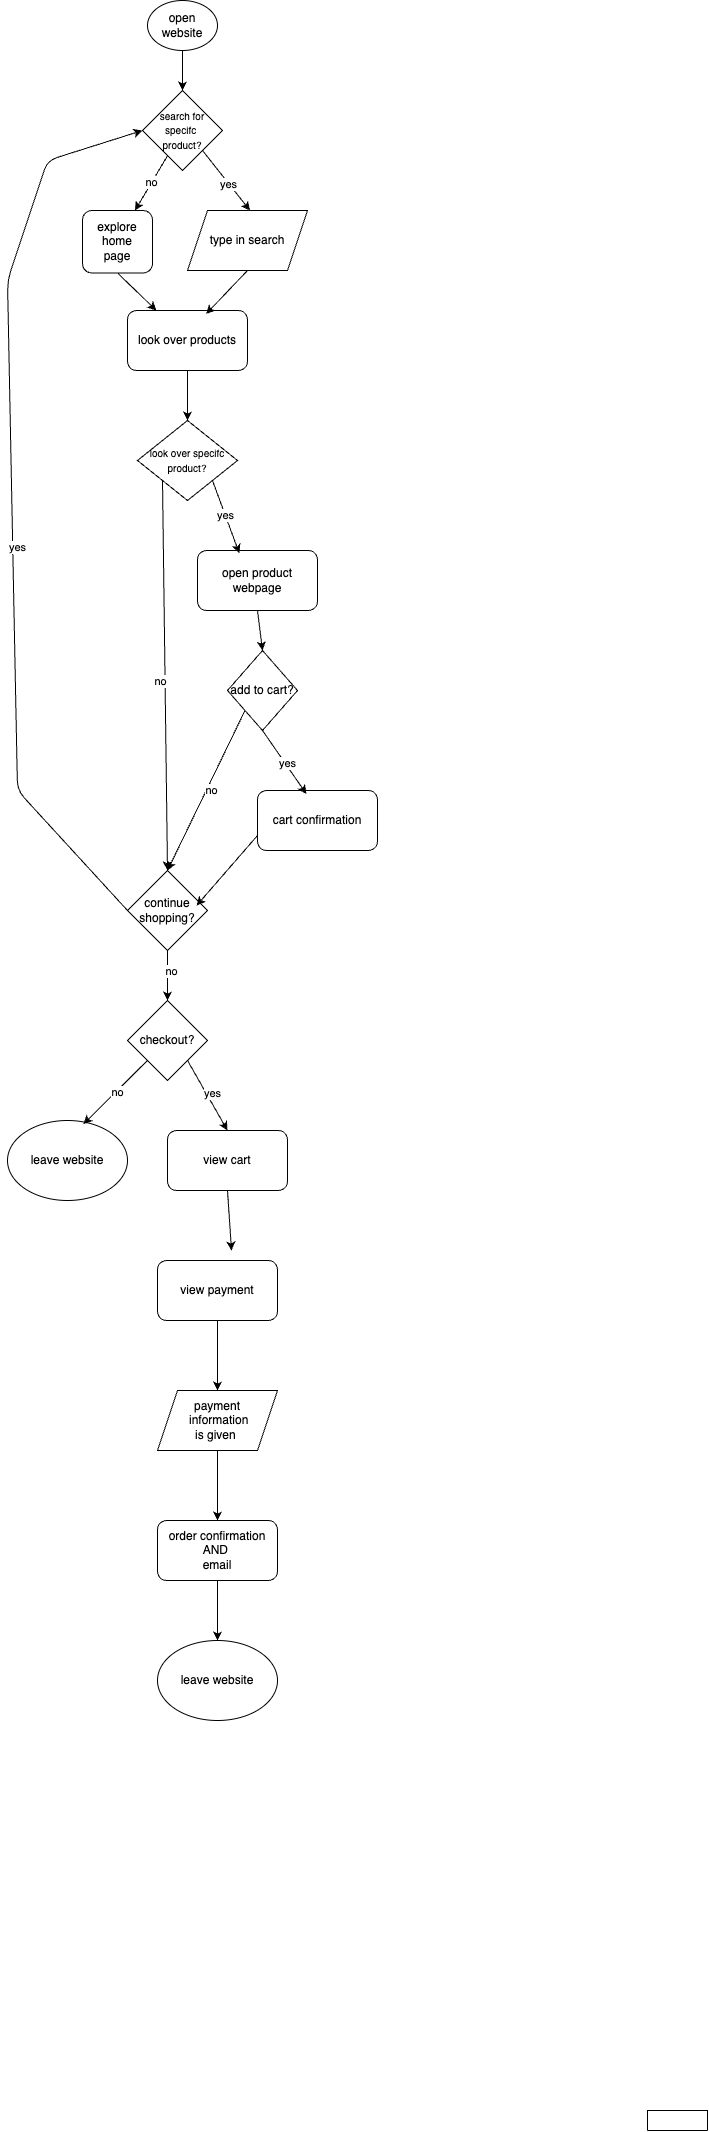 open
website
search for
specifc
product?
no
yes
explore
home
page
type in search
look over products
look over specifc
product?
yes
open product
webpage
yes
no
add to cart?
yes
no
cart confirmation
continue
shopping?
no
checkout?
no
yes
leave website
view cart
view payment
payment
information
is given
order confirmation
AND
email
leave website